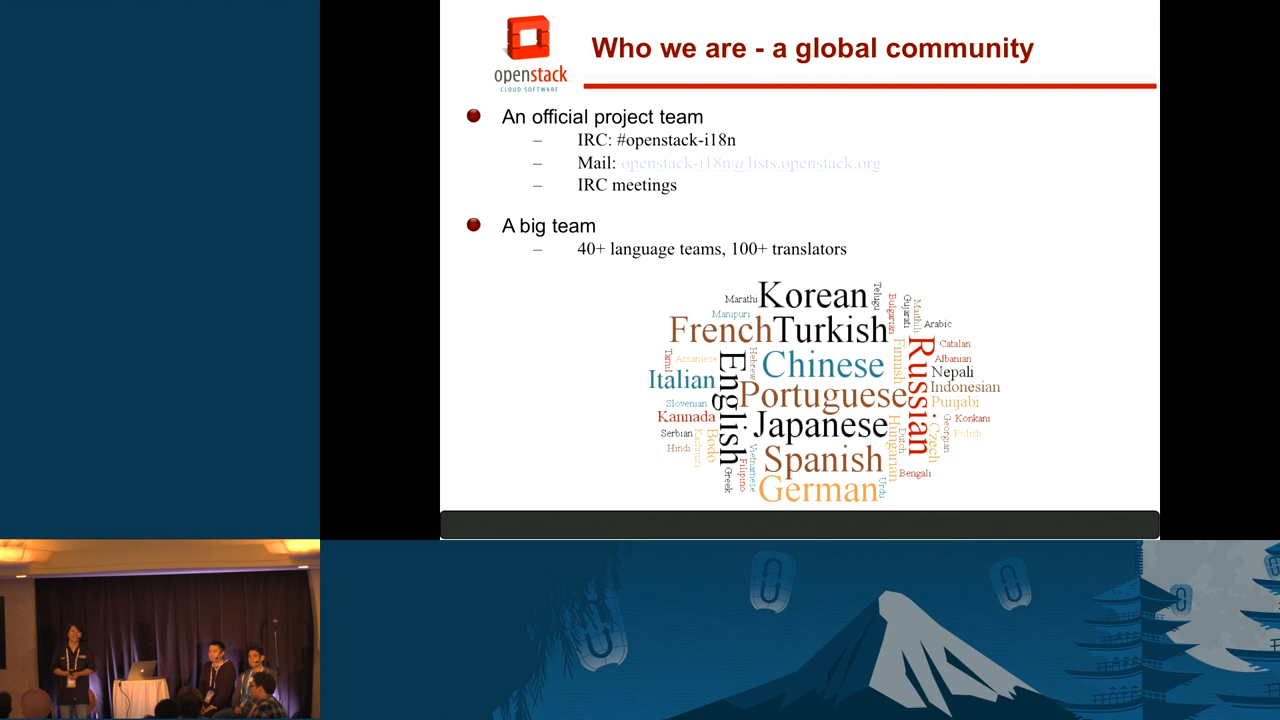 openstack
CLOUD SOFTWARE
Who we are - a global community
An official project team
– IRC: #openstack-i18n
– Mail: openstack-i18n@lists.openstack.org
– IRC meetings
A big team
– 40+ language teams, 100+ translators
Marathi
Korean
Telugu
Bulgarian
Gujarati
Maithili
Manipuri
French
Turkish
Arabic
Tamil
Assamese
English
Hebrew
Chinese
Finnish
Russian
Catalan
Albanian
Nepali
Italian
Portuguese
Indonesian
Punjabi
Slovenian
Kannada
Japanese
Konkani
Georgian
Polish
Serbian
Kashmiri
Bodo
Hindi
Hungarian
Dutch
Czech
Spanish
Vietnamese
Filipino
Greek
Bengali
German
Urdu